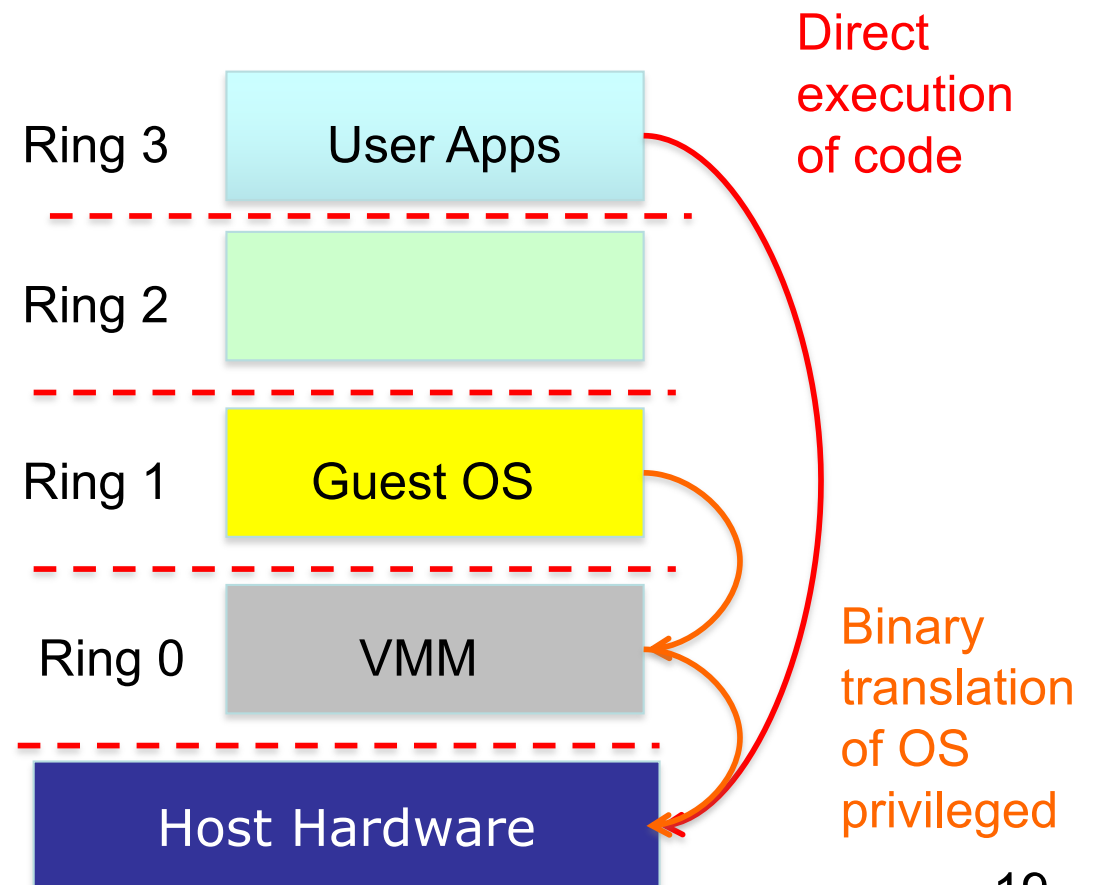 Direct
execution
of code
Ring 3
User Apps
Ring 2
Ring 1
Guest OS
Ring 0
VMM
Binary
translation
of OS
privileged
Host Hardware